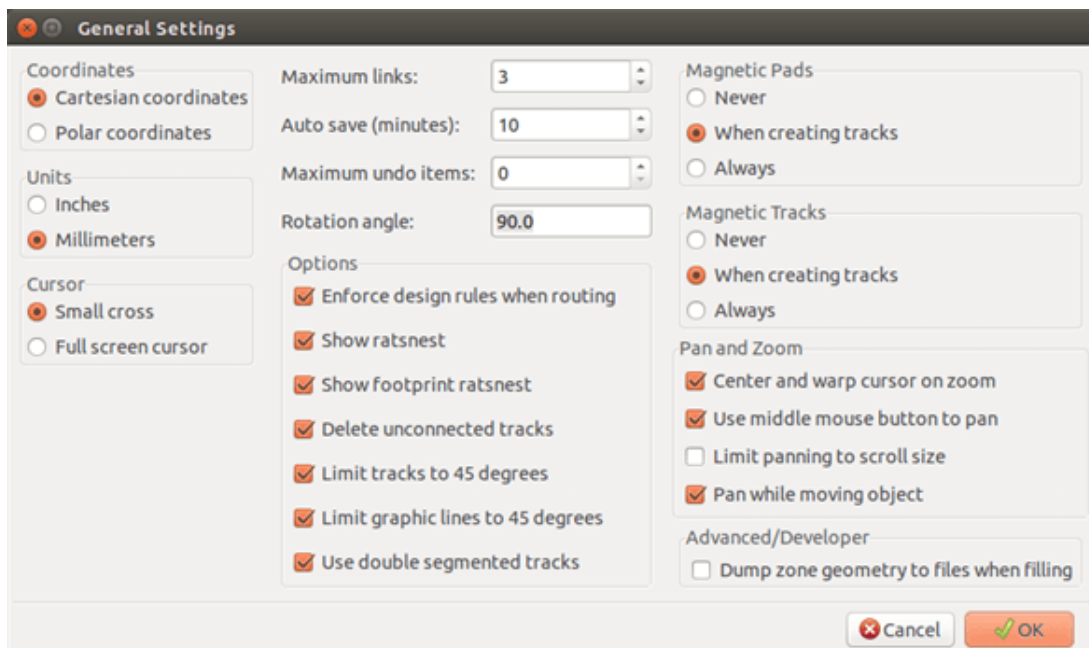 General Settings
Coordinates
Cartesian coordinates
Polar coordinates
Units
Inches
Millimeters
Cursor
Small cross
Full screen cursor
Maximum links: 3
Auto save (minutes): 10
Maximum undo items: 0
Rotation angle: 90.0
Options
Enforce design rules when routing
Show ratsnest
Show footprint ratsnest
Delete unconnected tracks
Limit tracks to 45 degrees
Limit graphic lines to 45 degrees
Use double segmented tracks
Magnetic Pads
Never
When creating tracks
Always
Magnetic Tracks
Never
When creating tracks
Always
Pan and Zoom
Center and warp cursor on zoom
Use middle mouse button to pan
Limit panning to scroll size
Pan while moving object
Advanced/Developer
Dump zone geometry to files when filling
Cancel
OK